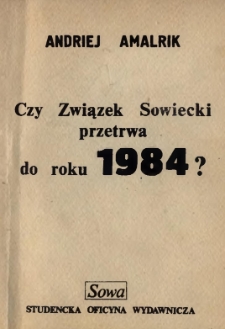 ANDRIEJ AMALRIK
Czy Związek Sowiecki
przetrwa
do roku 1984?
Sowa
STUDENCKA OFICYNA WYDAWNICZA